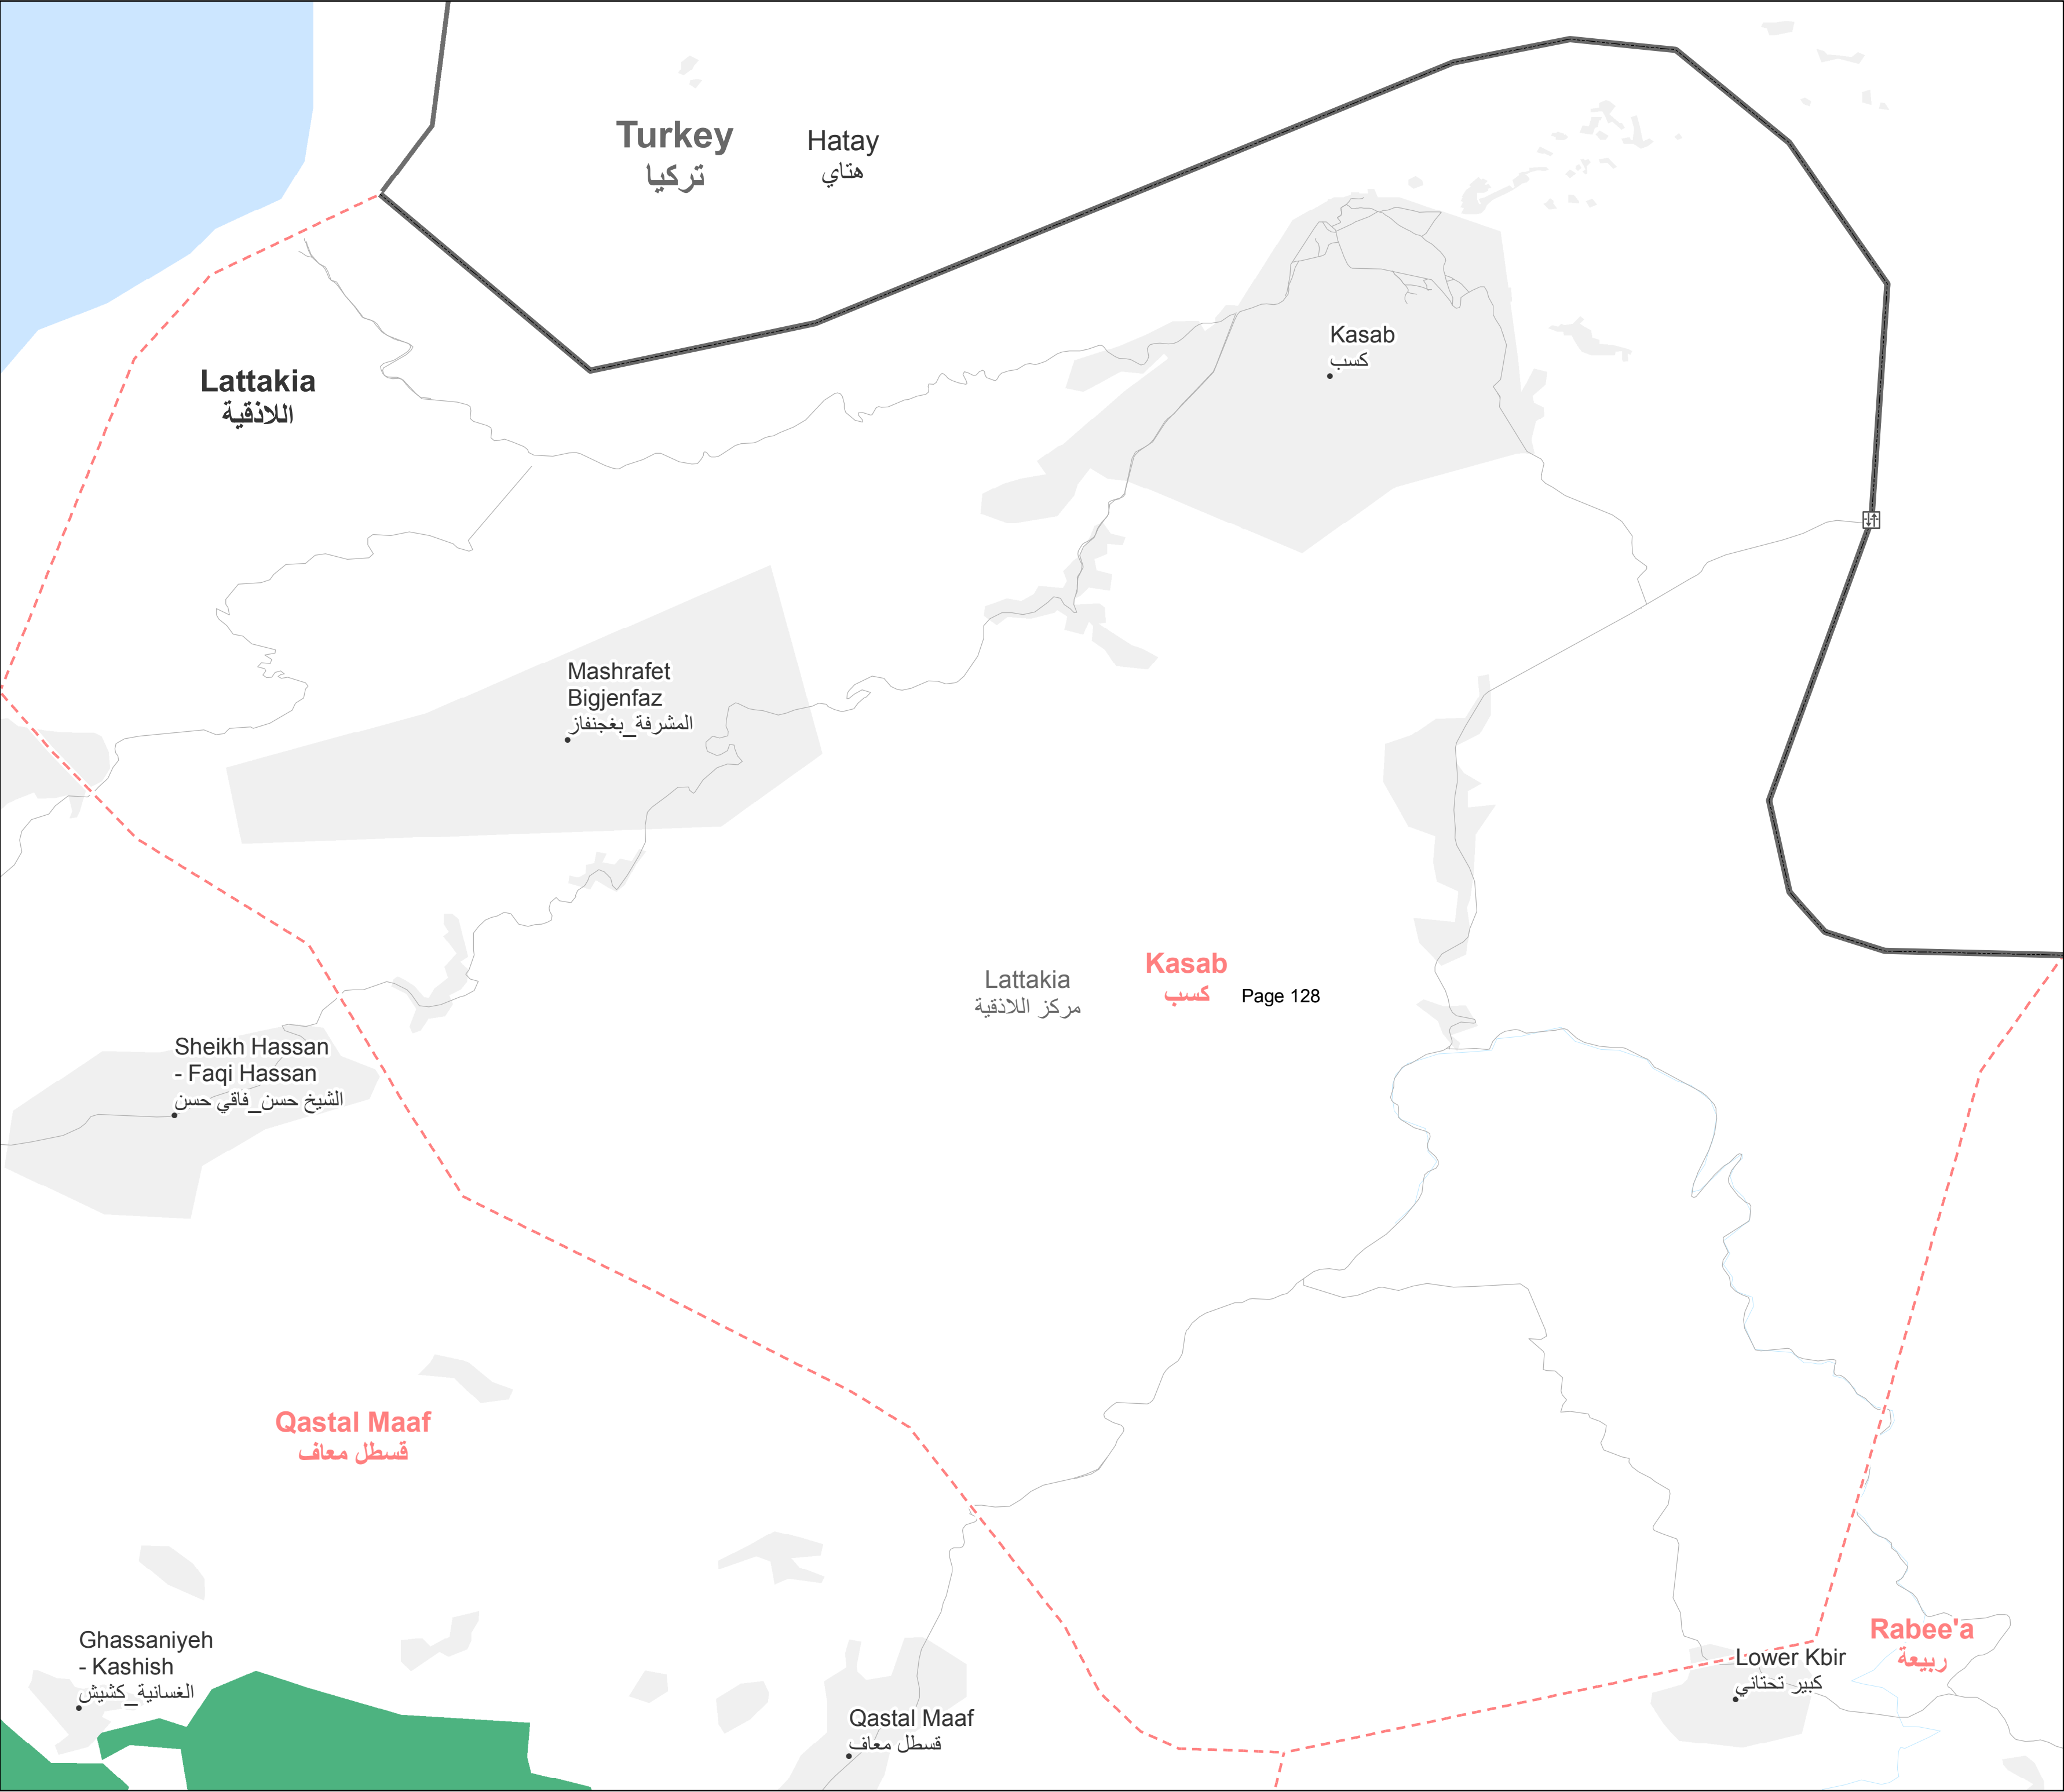 Turkey
تركيا
Hatay
هتاي
Kasab
كسب
Lattakia
اللاذقية
Mashrafet
Bigjenfaz
المشرفة_بغجنفاز
Lattakia
مركز اللاذقية
Kasab
كسب
Page 128
Sheikh Hassan
- Faqi Hassan
الشيخ حسن_فاقي حسن
Qastal Maaf
قسطل معاف
Ghassaniyeh
- Kashish
الغسانية_كشيش
Qastal Maaf
قسطل معاف
Lower Kbir
كبير تحتاني
Rabee'a
ربيعة